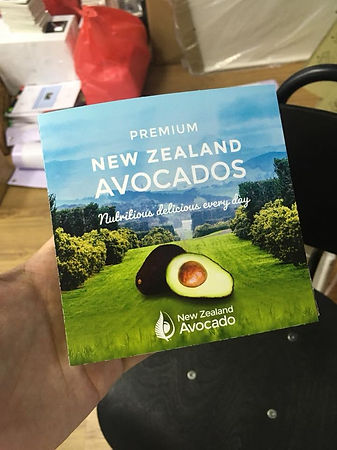 PREMIUM
NEW ZEALAND
AVOCADOS
Nutritious delicious every day
New Zealand
Avocado